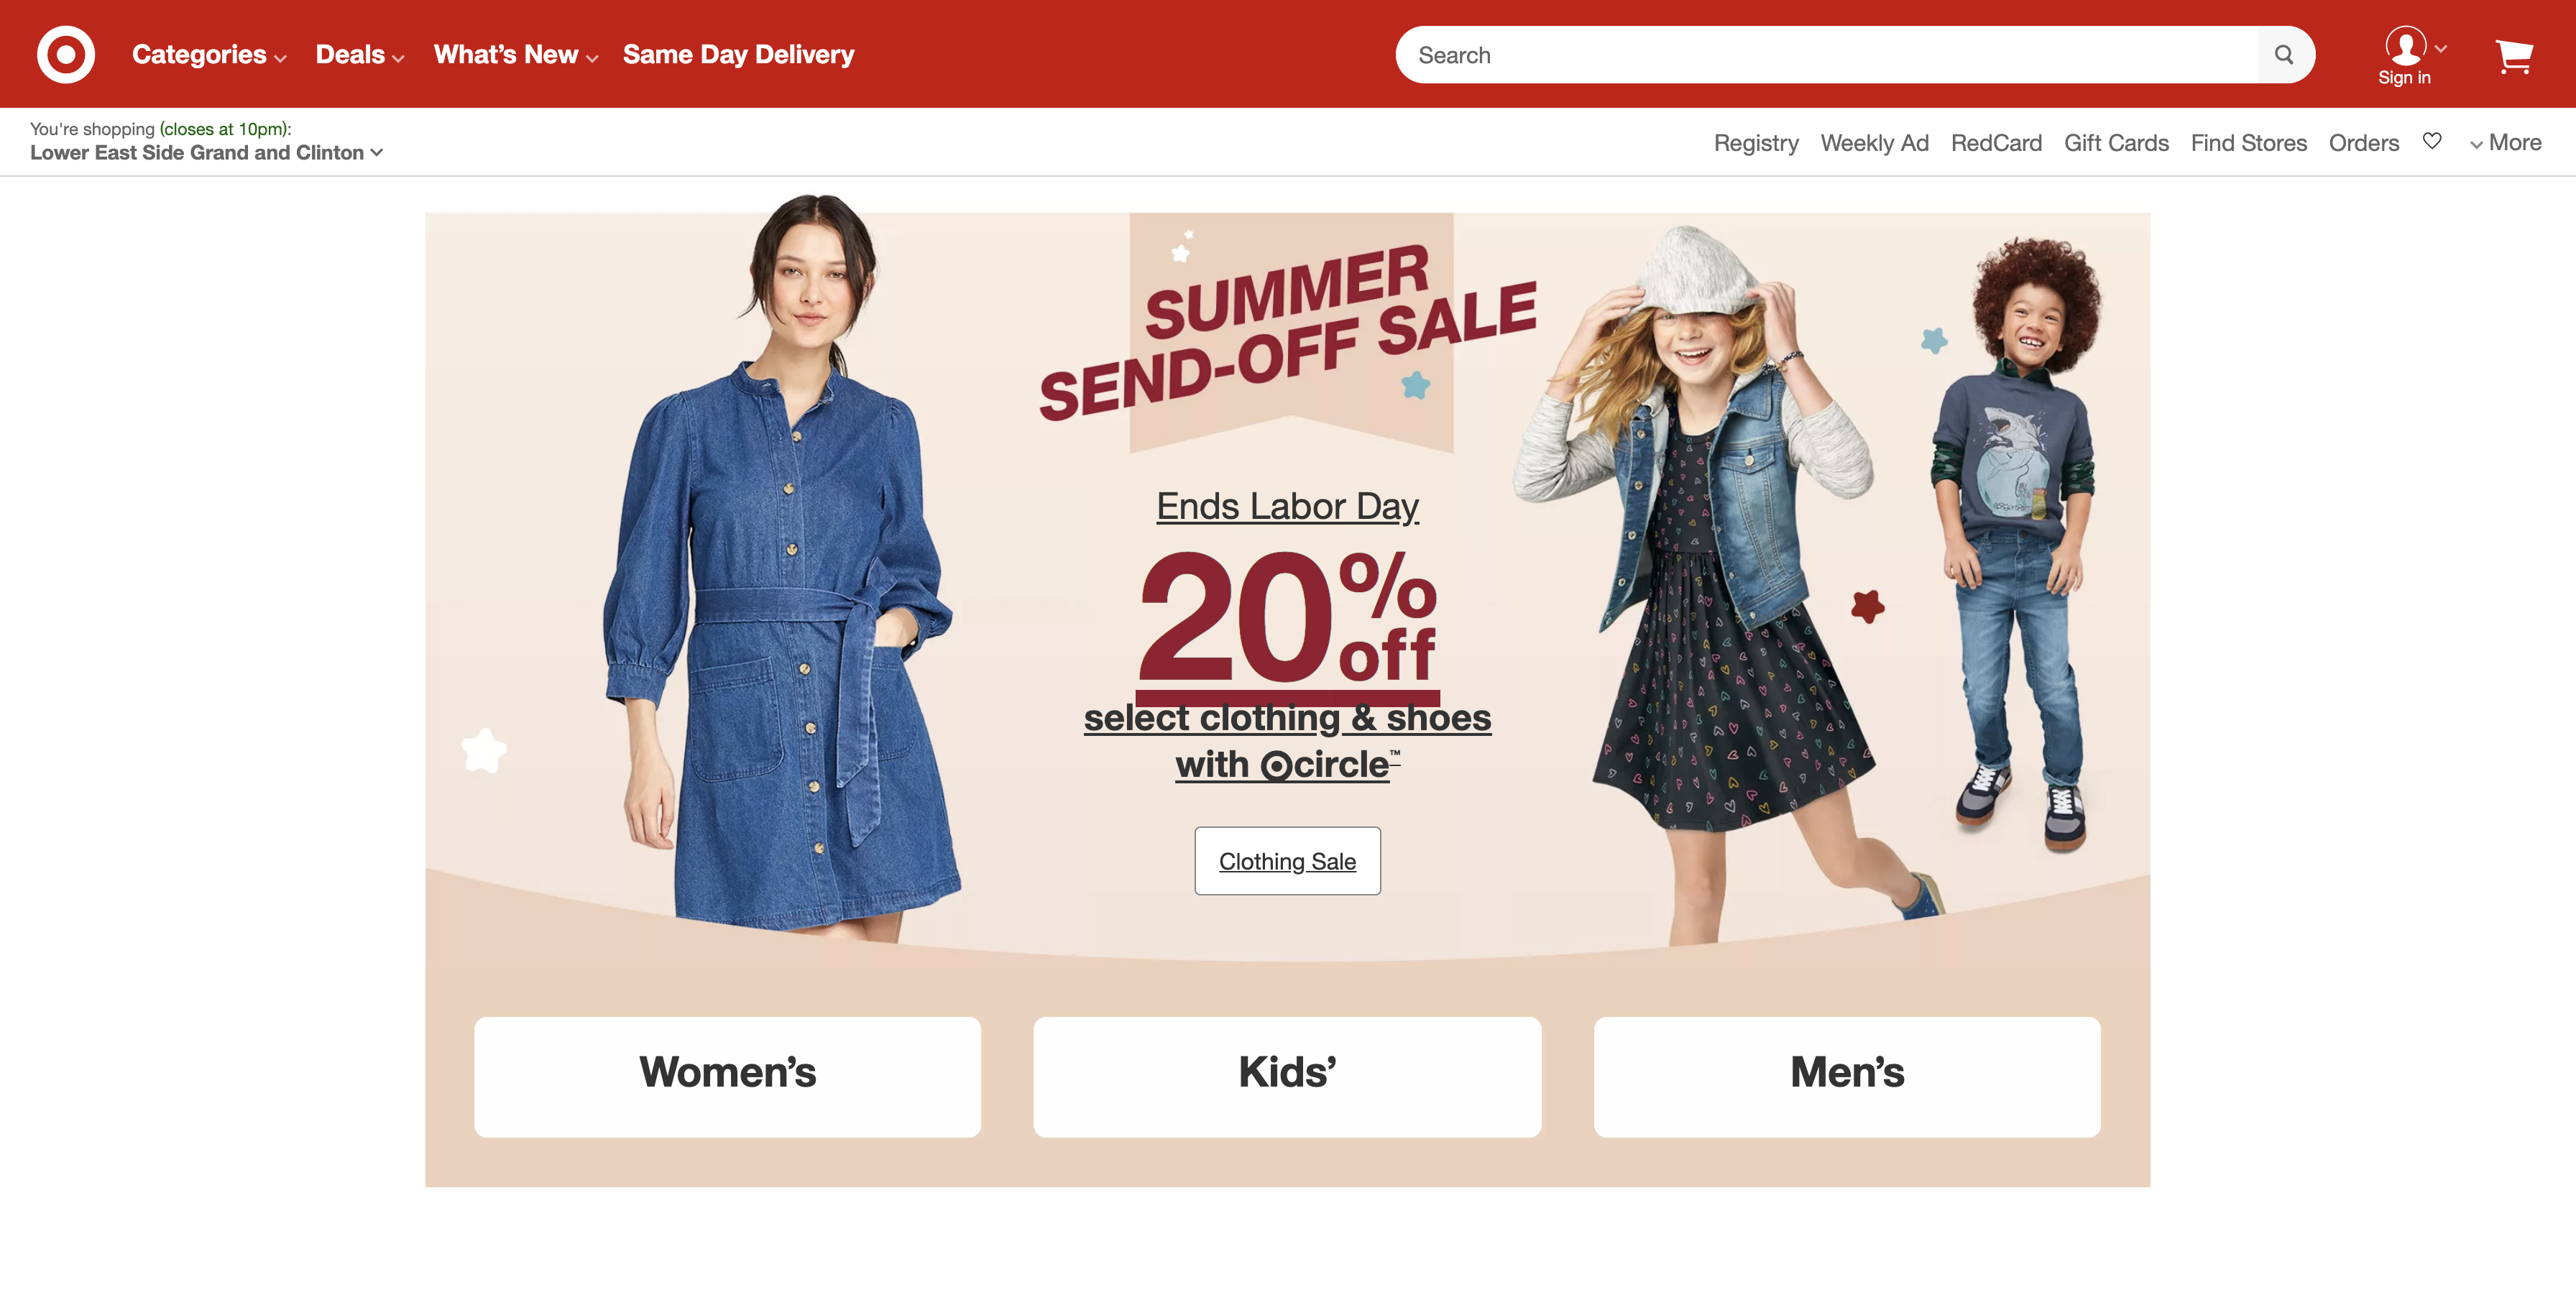 Categories Deals What’s New Same Day Delivery
Search
Sign in
You're shopping (closes at 10pm):
Lower East Side Grand and Clinton
Registry Weekly Ad RedCard Gift Cards Find Stores Orders More
SUMMER
SEND-OFF SALE
Ends Labor Day
20% off
select clothing & shoes
with circle™
Clothing Sale
Women’s
Kids’
Men’s